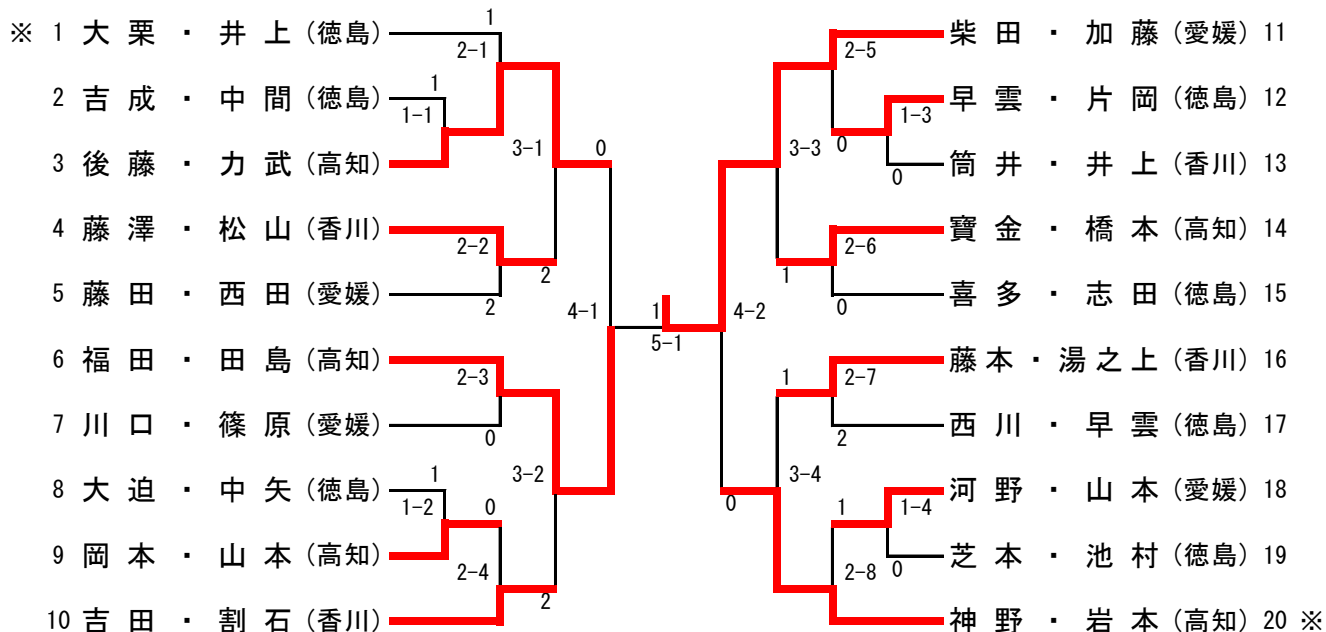 1
※ 1 大栗・井上(徳島) 柴田・加藤(愛媛) 11
2-1 2-5
1
2 吉成・中間(徳島) 早雲・片岡(徳島) 12
1-1 1-3
3-1 0 3-3 0
3 後藤・力武(高知) 筒井・井上(香川) 13
0
4 藤澤・松山(香川) 寶金・橋本(高知) 14
2-2 2-6
2 1
5 藤田・西田(愛媛) 喜多・志田(徳島) 15
2 0
4-1 1 4-2
5-1
6 福田・田島(高知) 藤本・湯之上(香川) 16
2-3 1 2-7
7 川口・篠原(愛媛) 西川・早雲(徳島) 17
0 2
1 3-2 3-4
8 大迫・中矢(徳島) 河野・山本(愛媛) 18
1-2 0 0 1 1-4
9 岡本・山本(高知) 芝本・池村(徳島) 19
2-4 2-8 0
2
10 吉田・割石(香川) 神野・岩本(高知) 20 ※